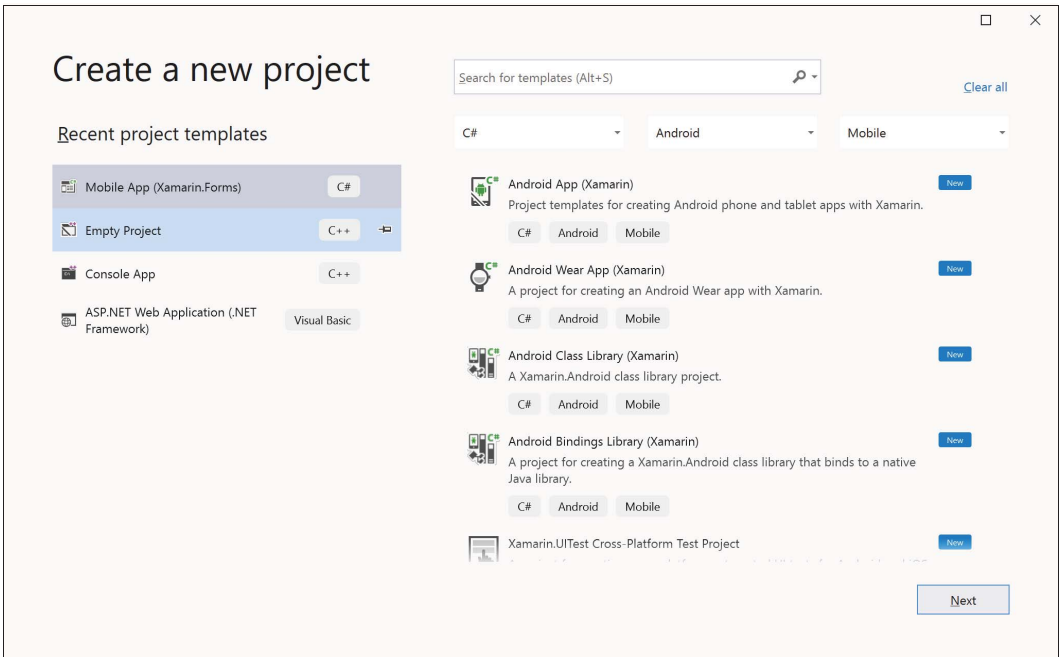 Create a new project
Search for templates (Alt+S)
Clear all
Recent project templates
C#
Android
Mobile
Mobile App (Xamarin.Forms)
C#
Empty Project
C++
Console App
C++
ASP.NET Web Application (.NET
Framework)
Visual Basic
Android App (Xamarin)
New
Project templates for creating Android phone and tablet apps with Xamarin.
C# Android Mobile
Android Wear App (Xamarin)
New
A project for creating an Android Wear app with Xamarin.
C# Android Mobile
Android Class Library (Xamarin)
New
A Xamarin.Android class library project.
C# Android Mobile
Android Bindings Library (Xamarin)
New
A project for creating a Xamarin.Android class library that binds to a native
Java library.
C# Android Mobile
Xamarin.UITest Cross-Platform Test Project
New
Next